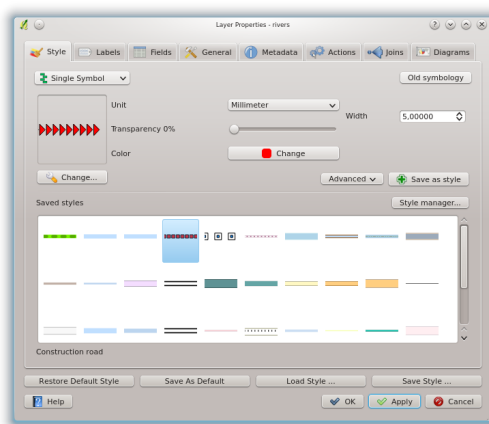 Layer Properties - rivers
Style Labels Fields General Metadata Actions Joins Diagrams
Single Symbol Old symbology
Unit Millimeter
Width 5,00000
Transparency 0%
Color Change
Change... Advanced Save as style
Saved styles Style manager...
Construction road
Restore Default Style Save As Default Load Style ... Save Style ...
Help OK Apply Cancel